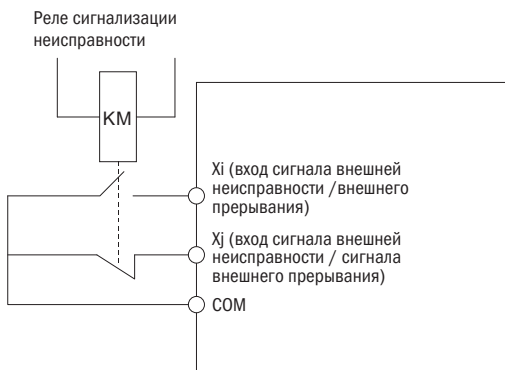 Реле сигнализации
неисправности
KM
Xi (вход сигнала внешней
неисправности /внешнего
прерывания)
Xj (вход сигнала внешней
неисправности / сигнала
внешнего прерывания)
COM